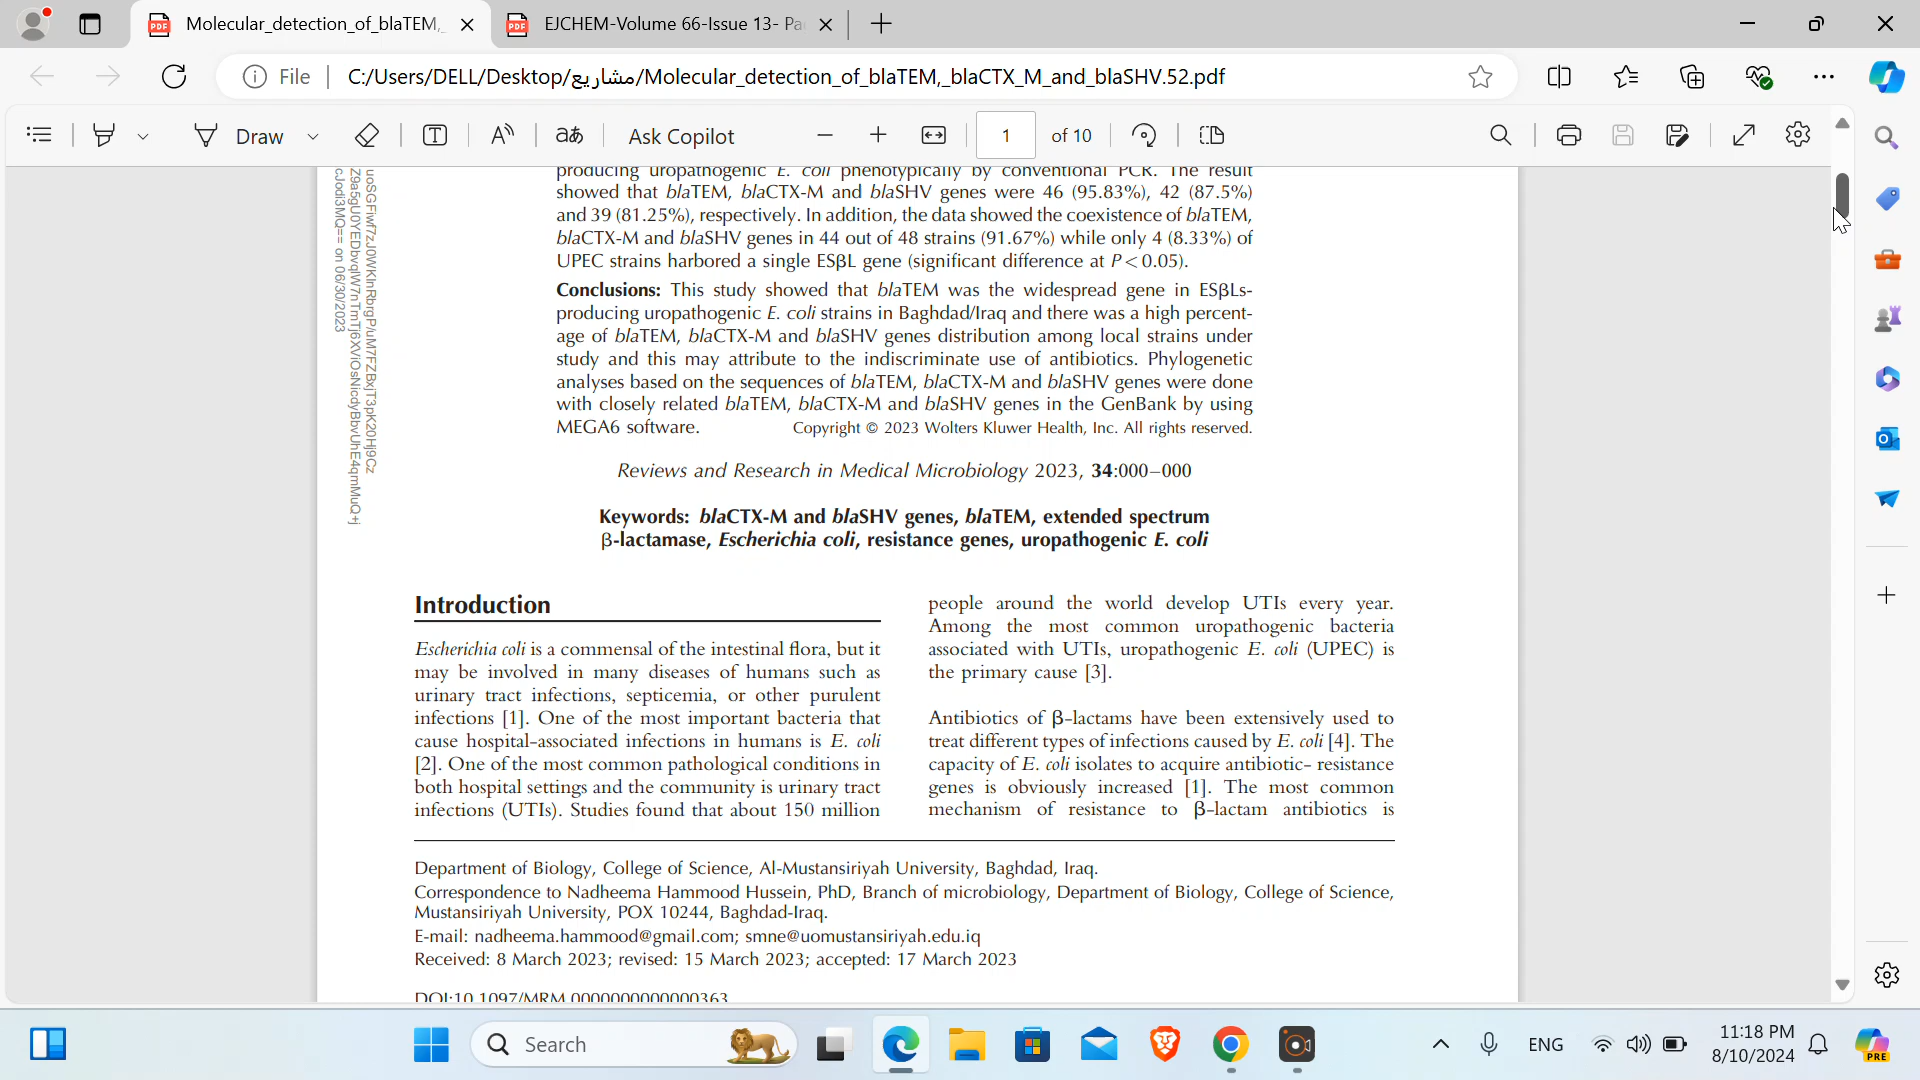 Molecular_detection_of_blaTEM,_
EJCHEM-Volume 66-Issue 13- Pa
File
C:/Users/DELL/Desktop/مشاريع/Molecular_detection_of_blaTEM,_blaCTX_M_and_blaSHV.52.pdf
Draw
aあ
Ask Copilot
1 of 10
producing uropathogenic E. coli phenotypically by conventional PCR. The result
showed that blaTEM, blaCTX-M and blaSHV genes were 46 (95.83%), 42 (87.5%)
and 39 (81.25%), respectively. In addition, the data showed the coexistence of blaTEM,
blaCTX-M and blaSHV genes in 44 out of 48 strains (91.67%) while only 4 (8.33%) of
UPEC strains harbored a single ESβL gene (significant difference at P<0.05).
Conclusions: This study showed that blaTEM was the widespread gene in ESβLs-
producing uropathogenic E. coli strains in Baghdad/Iraq and there was a high percent-
age of blaTEM, blaCTX-M and blaSHV genes distribution among local strains under
study and this may attribute to the indiscriminate use of antibiotics. Phylogenetic
analyses based on the sequences of blaTEM, blaCTX-M and blaSHV genes were done
with closely related blaTEM, blaCTX-M and blaSHV genes in the GenBank by using
MEGA6 software.
Copyright © 2023 Wolters Kluwer Health, Inc. All rights reserved.
Reviews and Research in Medical Microbiology 2023, 34:000–000
Keywords: blaCTX-M and blaSHV genes, blaTEM, extended spectrum
β-lactamase, Escherichia coli, resistance genes, uropathogenic E. coli
Introduction
Escherichia coli is a commensal of the intestinal flora, but it
may be involved in many diseases of humans such as
urinary tract infections, septicemia, or other purulent
infections [1]. One of the most important bacteria that
cause hospital-associated infections in humans is E. coli
[2]. One of the most common pathological conditions in
both hospital settings and the community is urinary tract
infections (UTIs). Studies found that about 150 million
people around the world develop UTIs every year.
Among the most common uropathogenic bacteria
associated with UTIs, uropathogenic E. coli (UPEC) is
the primary cause [3].
Antibiotics of β-lactams have been extensively used to
treat different types of infections caused by E. coli [4]. The
capacity of E. coli isolates to acquire antibiotic- resistance
genes is obviously increased [1]. The most common
mechanism of resistance to β-lactam antibiotics is
Department of Biology, College of Science, Al-Mustansiriyah University, Baghdad, Iraq.
Correspondence to Nadheema Hammood Hussein, PhD, Branch of microbiology, Department of Biology, College of Science,
Mustansiriyah University, POX 10244, Baghdad-Iraq.
E-mail: nadheema.hammood@gmail.com; smne@uomustansiriyah.edu.iq
Received: 8 March 2023; revised: 15 March 2023; accepted: 17 March 2023
DOI:10.1097/MRM.0000000000000363
cJodi3MQ== on 06/30/2023
Search
ENG
11:18 PM
8/10/2024
PRE